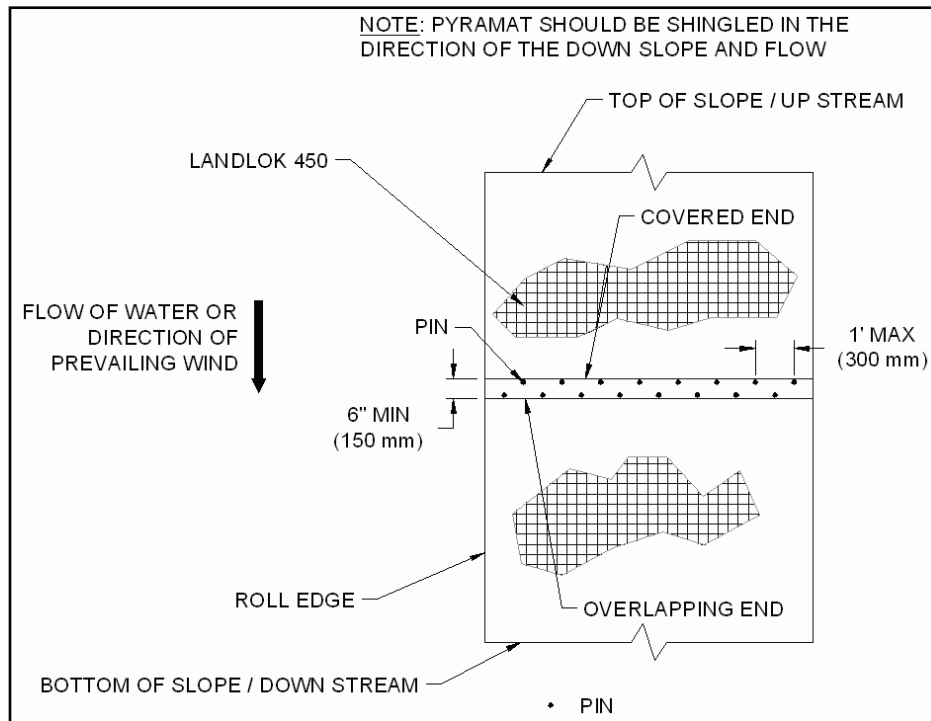 NOTE: PYRAMAT SHOULD BE SHINGLED IN THE
DIRECTION OF THE DOWN SLOPE AND FLOW
TOP OF SLOPE / UP STREAM
LANDLOK 450
COVERED END
FLOW OF WATER OR
DIRECTION OF
PREVAILING WIND
PIN
1' MAX
(300 mm)
6" MIN
(150 mm)
ROLL EDGE
OVERLAPPING END
BOTTOM OF SLOPE / DOWN STREAM
PIN